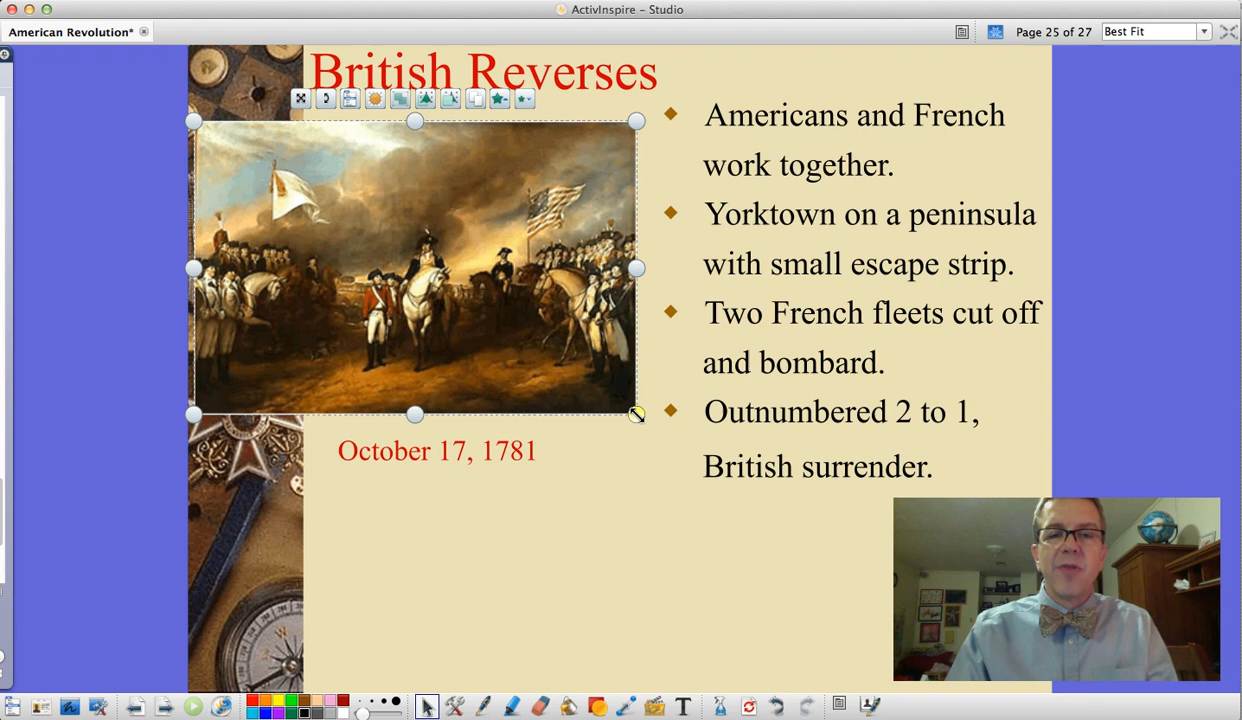 ActivInspire – Studio
American Revolution*
Page 25 of 27
Best Fit
British Reverses
Americans and French
work together.
Yorktown on a peninsula
with small escape strip.
Two French fleets cut off
and bombard.
Outnumbered 2 to 1,
British surrender.
October 17, 1781